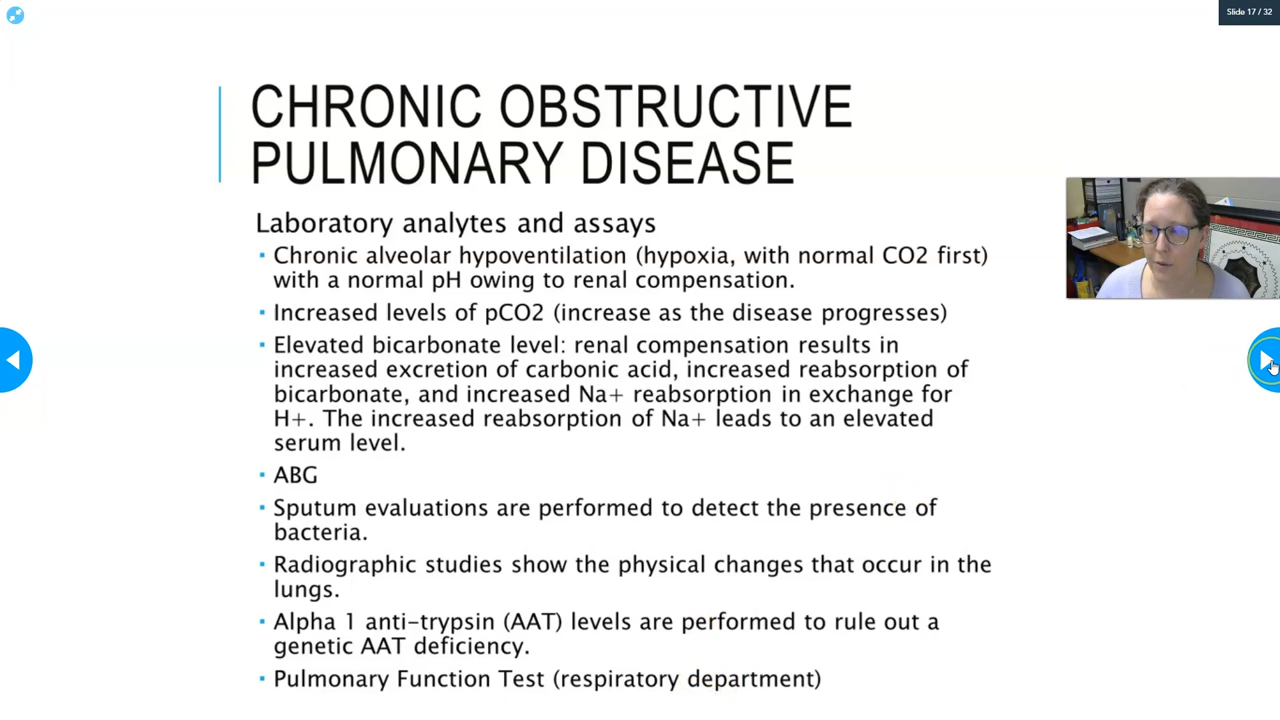 Slide 17 / 32
CHRONIC OBSTRUCTIVE
PULMONARY DISEASE
Laboratory analytes and assays
▪ Chronic alveolar hypoventilation (hypoxia, with normal CO2 first)
with a normal pH owing to renal compensation.
▪ Increased levels of pCO2 (increase as the disease progresses)
▪ Elevated bicarbonate level: renal compensation results in
increased excretion of carbonic acid, increased reabsorption of
bicarbonate, and increased Na+ reabsorption in exchange for
H+. The increased reabsorption of Na+ leads to an elevated
serum level.
▪ ABG
▪ Sputum evaluations are performed to detect the presence of
bacteria.
▪ Radiographic studies show the physical changes that occur in the
lungs.
▪ Alpha 1 anti-trypsin (AAT) levels are performed to rule out a
genetic AAT deficiency.
▪ Pulmonary Function Test (respiratory department)